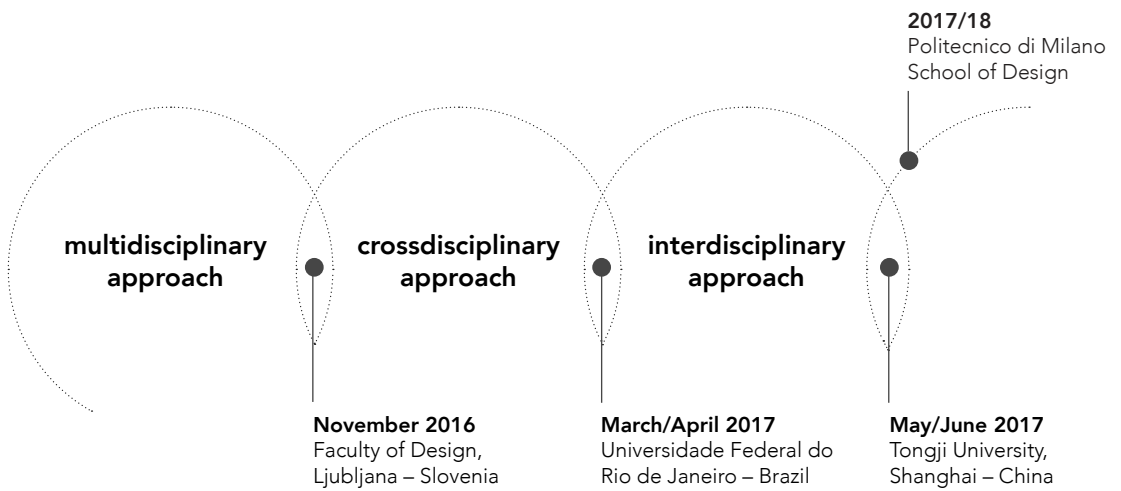 2017/18
Politecnico di Milano
School of Design
multidisciplinary
approach
crossdisciplinary
approach
interdisciplinary
approach
November 2016
Faculty of Design,
Ljubljana – Slovenia
March/April 2017
Universidade Federal do
Rio de Janeiro – Brazil
May/June 2017
Tongji University,
Shanghai – China